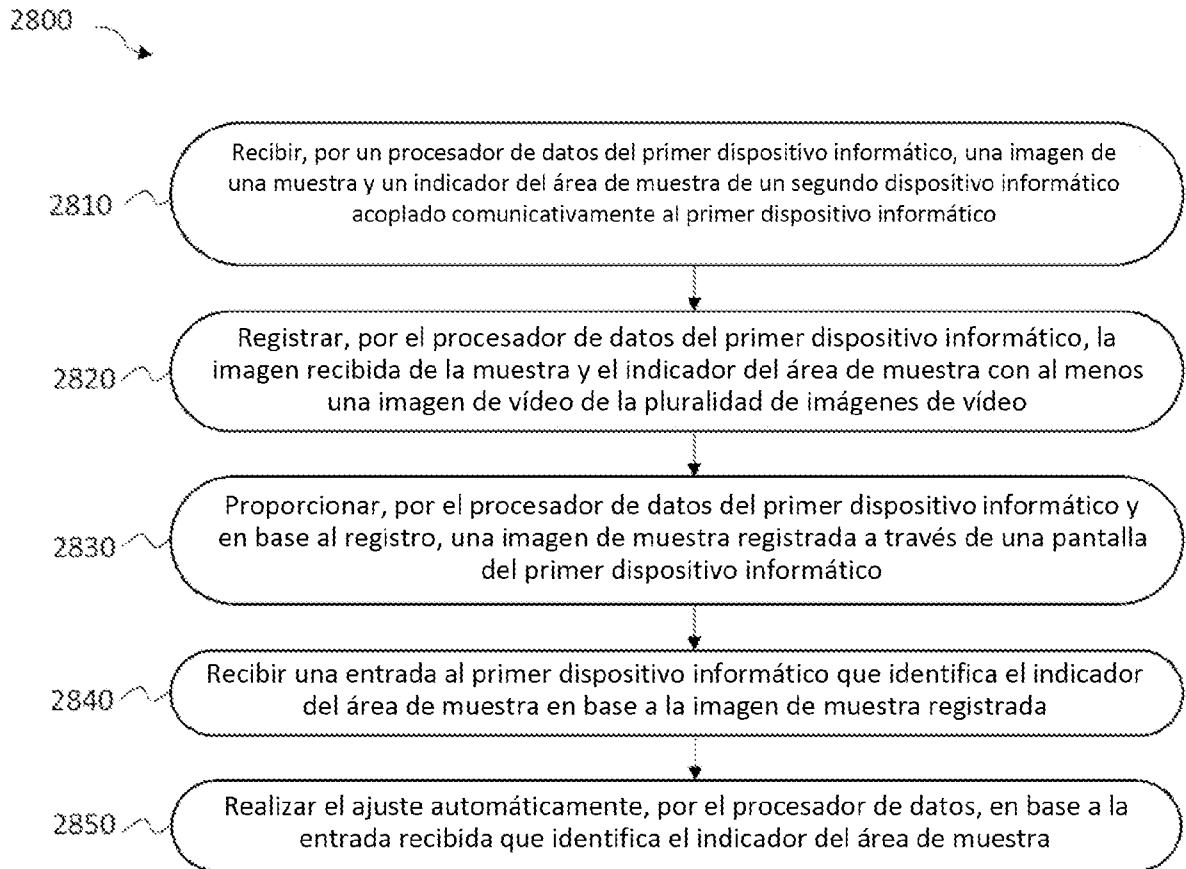 2800
Recibir, por un procesador de datos del primer dispositivo informático, una imagen de
una muestra y un indicador del área de muestra de un segundo dispositivo informático
acoplado comunicativamente al primer dispositivo informático
2810
Registrar, por el procesador de datos del primer dispositivo informático, la
imagen recibida de la muestra y el indicador del área de muestra con al menos
una imagen de vídeo de la pluralidad de imágenes de vídeo
2820
Proporcionar, por el procesador de datos del primer dispositivo informático y
en base al registro, una imagen de muestra registrada a través de una pantalla
del primer dispositivo informático
2830
Recibir una entrada al primer dispositivo informático que identifica el indicador
del área de muestra en base a la imagen de muestra registrada
2840
Realizar el ajuste automáticamente, por el procesador de datos, en base a la
entrada recibida que identifica el indicador del área de muestra
2850